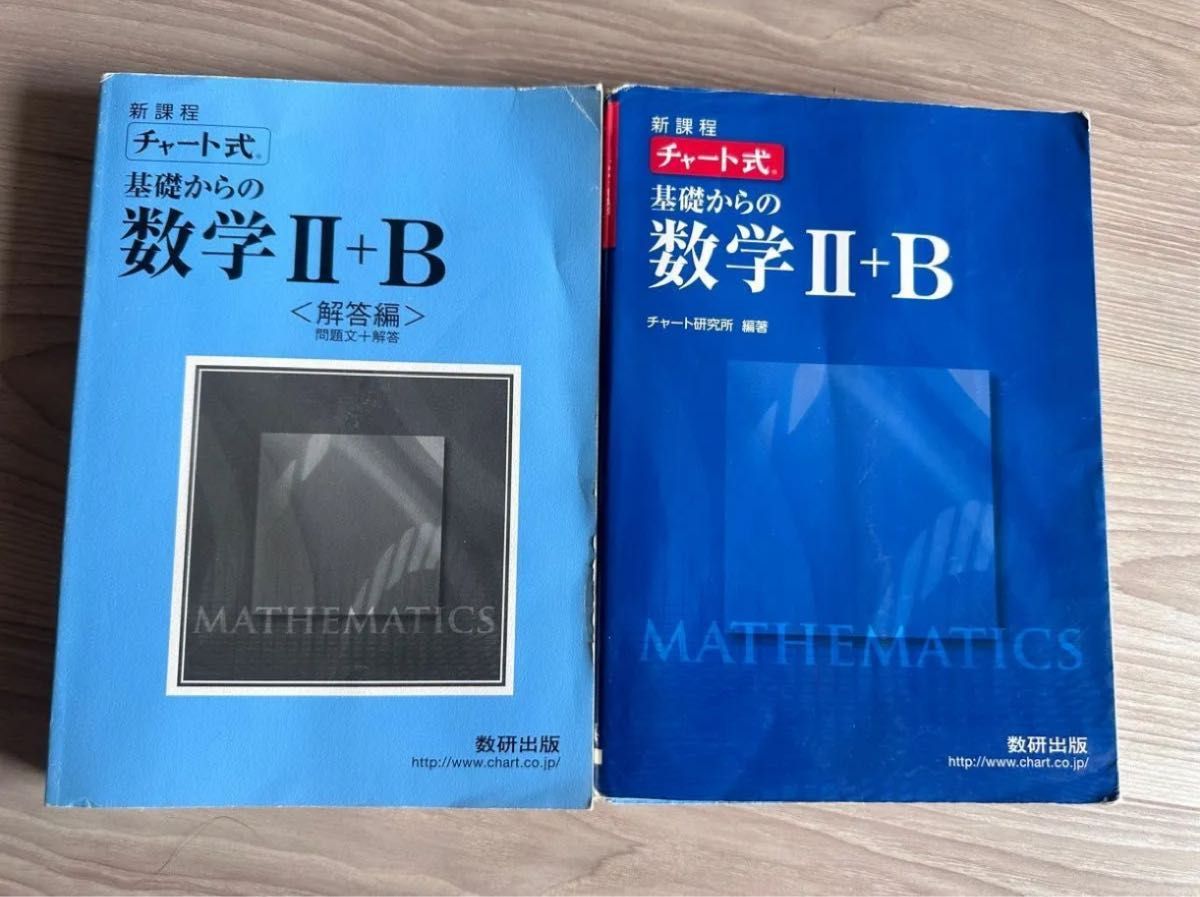 新課程
チャート式®
基礎からの
数学Ⅱ+B
<解答編>
問題文+解答
MATHEMATICS
数研出版
http://www.chart.co.jp/
新課程
チャート式®
基礎からの
数学Ⅱ+B
チャート研究所 編著
MATHEMATICS
数研出版
http://www.chart.co.jp/